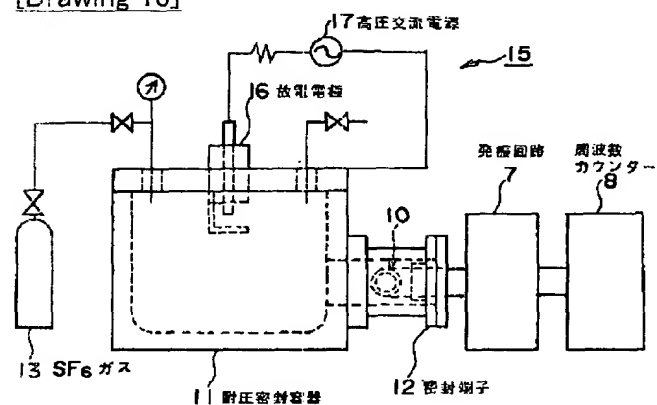 [Drawing 10]
17 高圧交流電源
15
16 放電電極
発振回路
7
周波数
カウンター
8
10
13 SF6 ガス
11 耐圧密封容器
12 密封端子